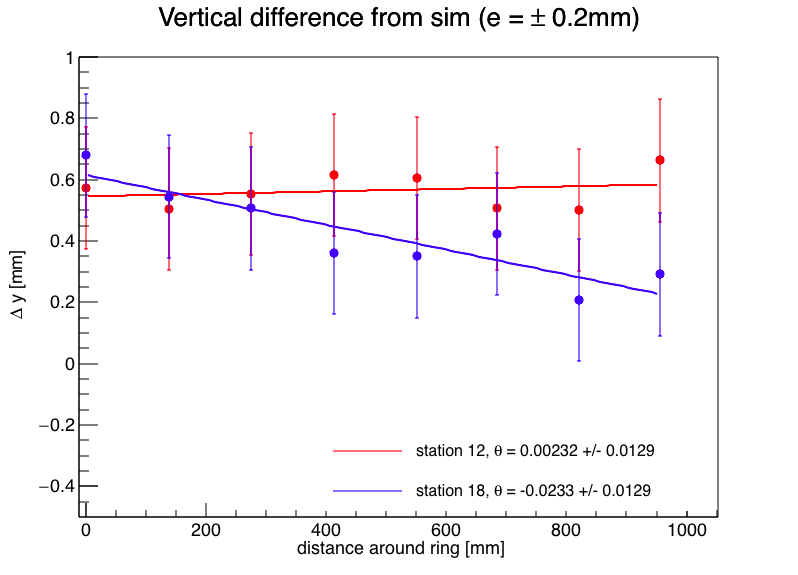 Vertical difference from sim (e = ± 0.2mm)
1
0.8
0.6
0.4
0.2
0
−0.2
−0.4
Δ y [mm]
station 12, θ = 0.00232 +/- 0.0129
station 18, θ = -0.0233 +/- 0.0129
0 200 400 600 800 1000
distance around ring [mm]